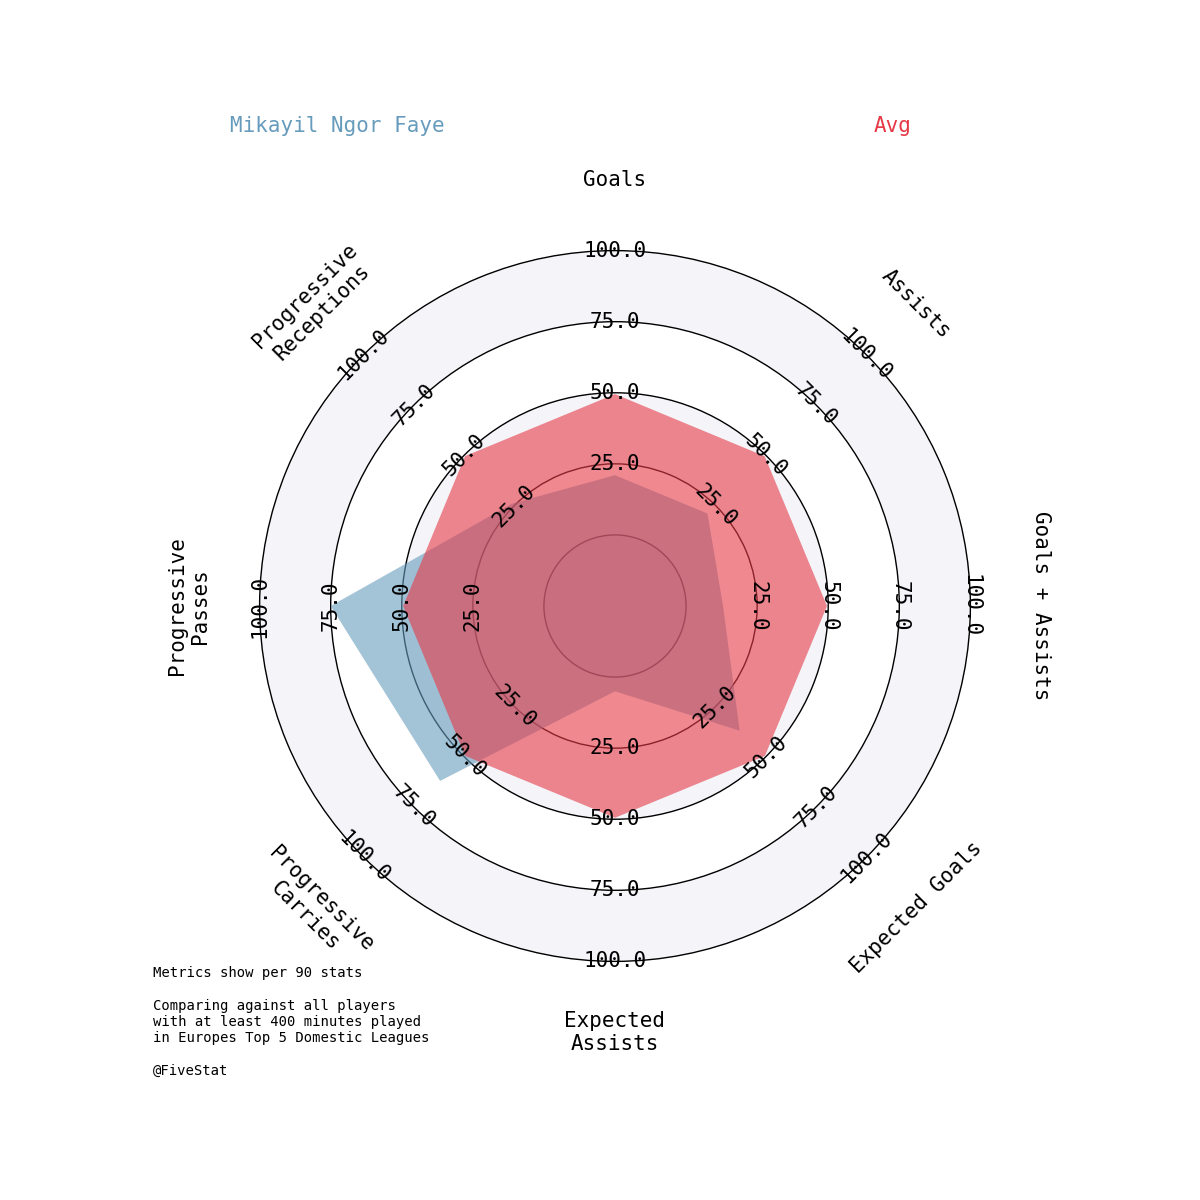 Mikayil Ngor Faye
Avg
Goals
Assists
Goals + Assists
Expected Goals
Expected
Assists
Progressive
Carries
Progressive
Passes
Progressive
Receptions
25.0
50.0
75.0
100.0
25.0
50.0
75.0
100.0
25.0
50.0
75.0
100.0
25.0
50.0
75.0
100.0
25.0
50.0
75.0
100.0
25.0
50.0
75.0
100.0
25.0
50.0
75.0
100.0
25.0
50.0
75.0
100.0
Metrics show per 90 stats
Comparing against all players
with at least 400 minutes played
in Europes Top 5 Domestic Leagues
@FiveStat